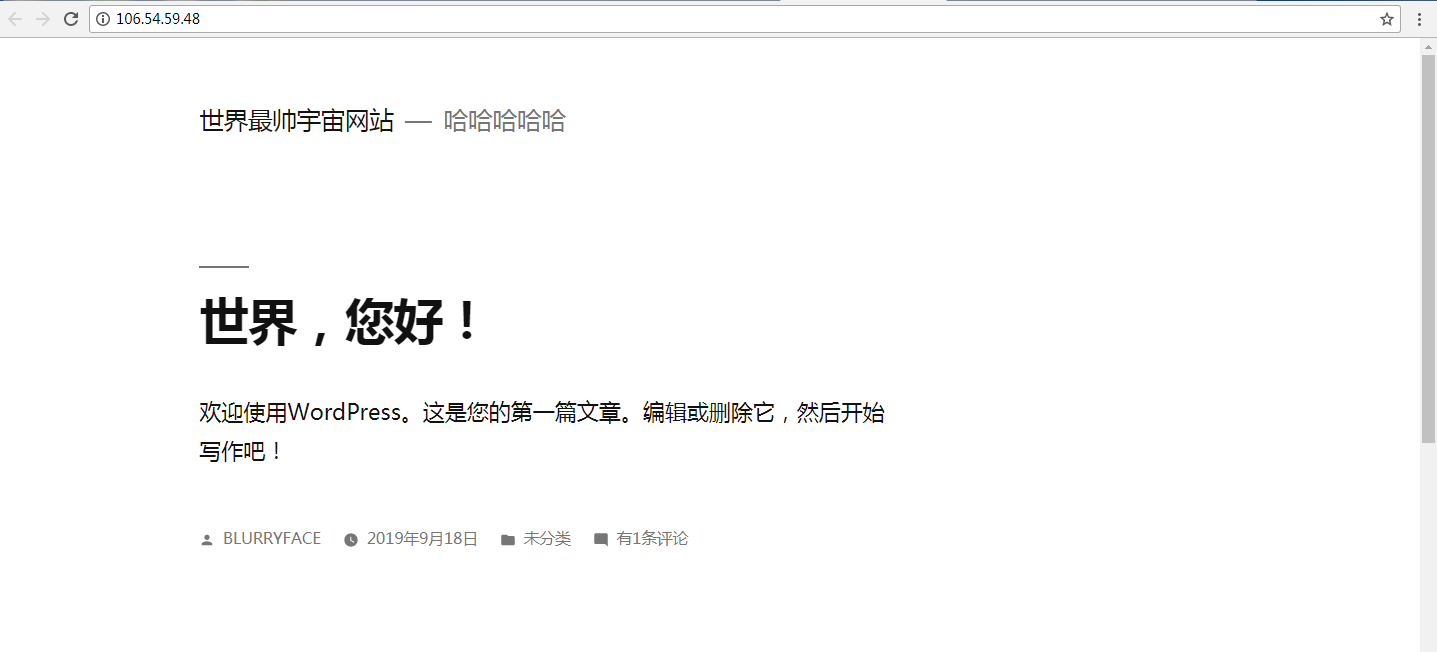 106.54.59.48
世界最帅宇宙网站 — 哈哈哈哈哈
世界，您好！
欢迎使用WordPress。这是您的第一篇文章。编辑或删除它，然后开始
写作吧！
BLURRYFACE 2019年9月18日 未分类 有1条评论